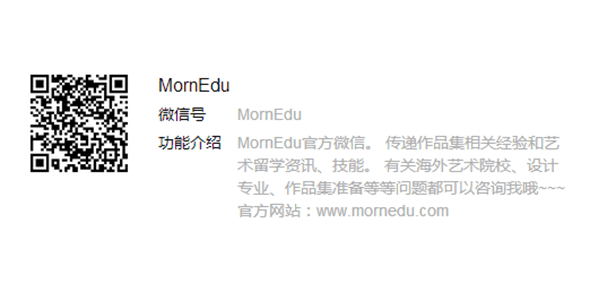 MornEdu
微信号 MornEdu
功能介绍 MornEdu官方微信。 传递作品集相关经验和艺
术留学资讯、技能。 有关海外艺术院校、设计
专业、作品集准备等等问题都可以咨询我哦~~~
官方网站：www.mornedu.com